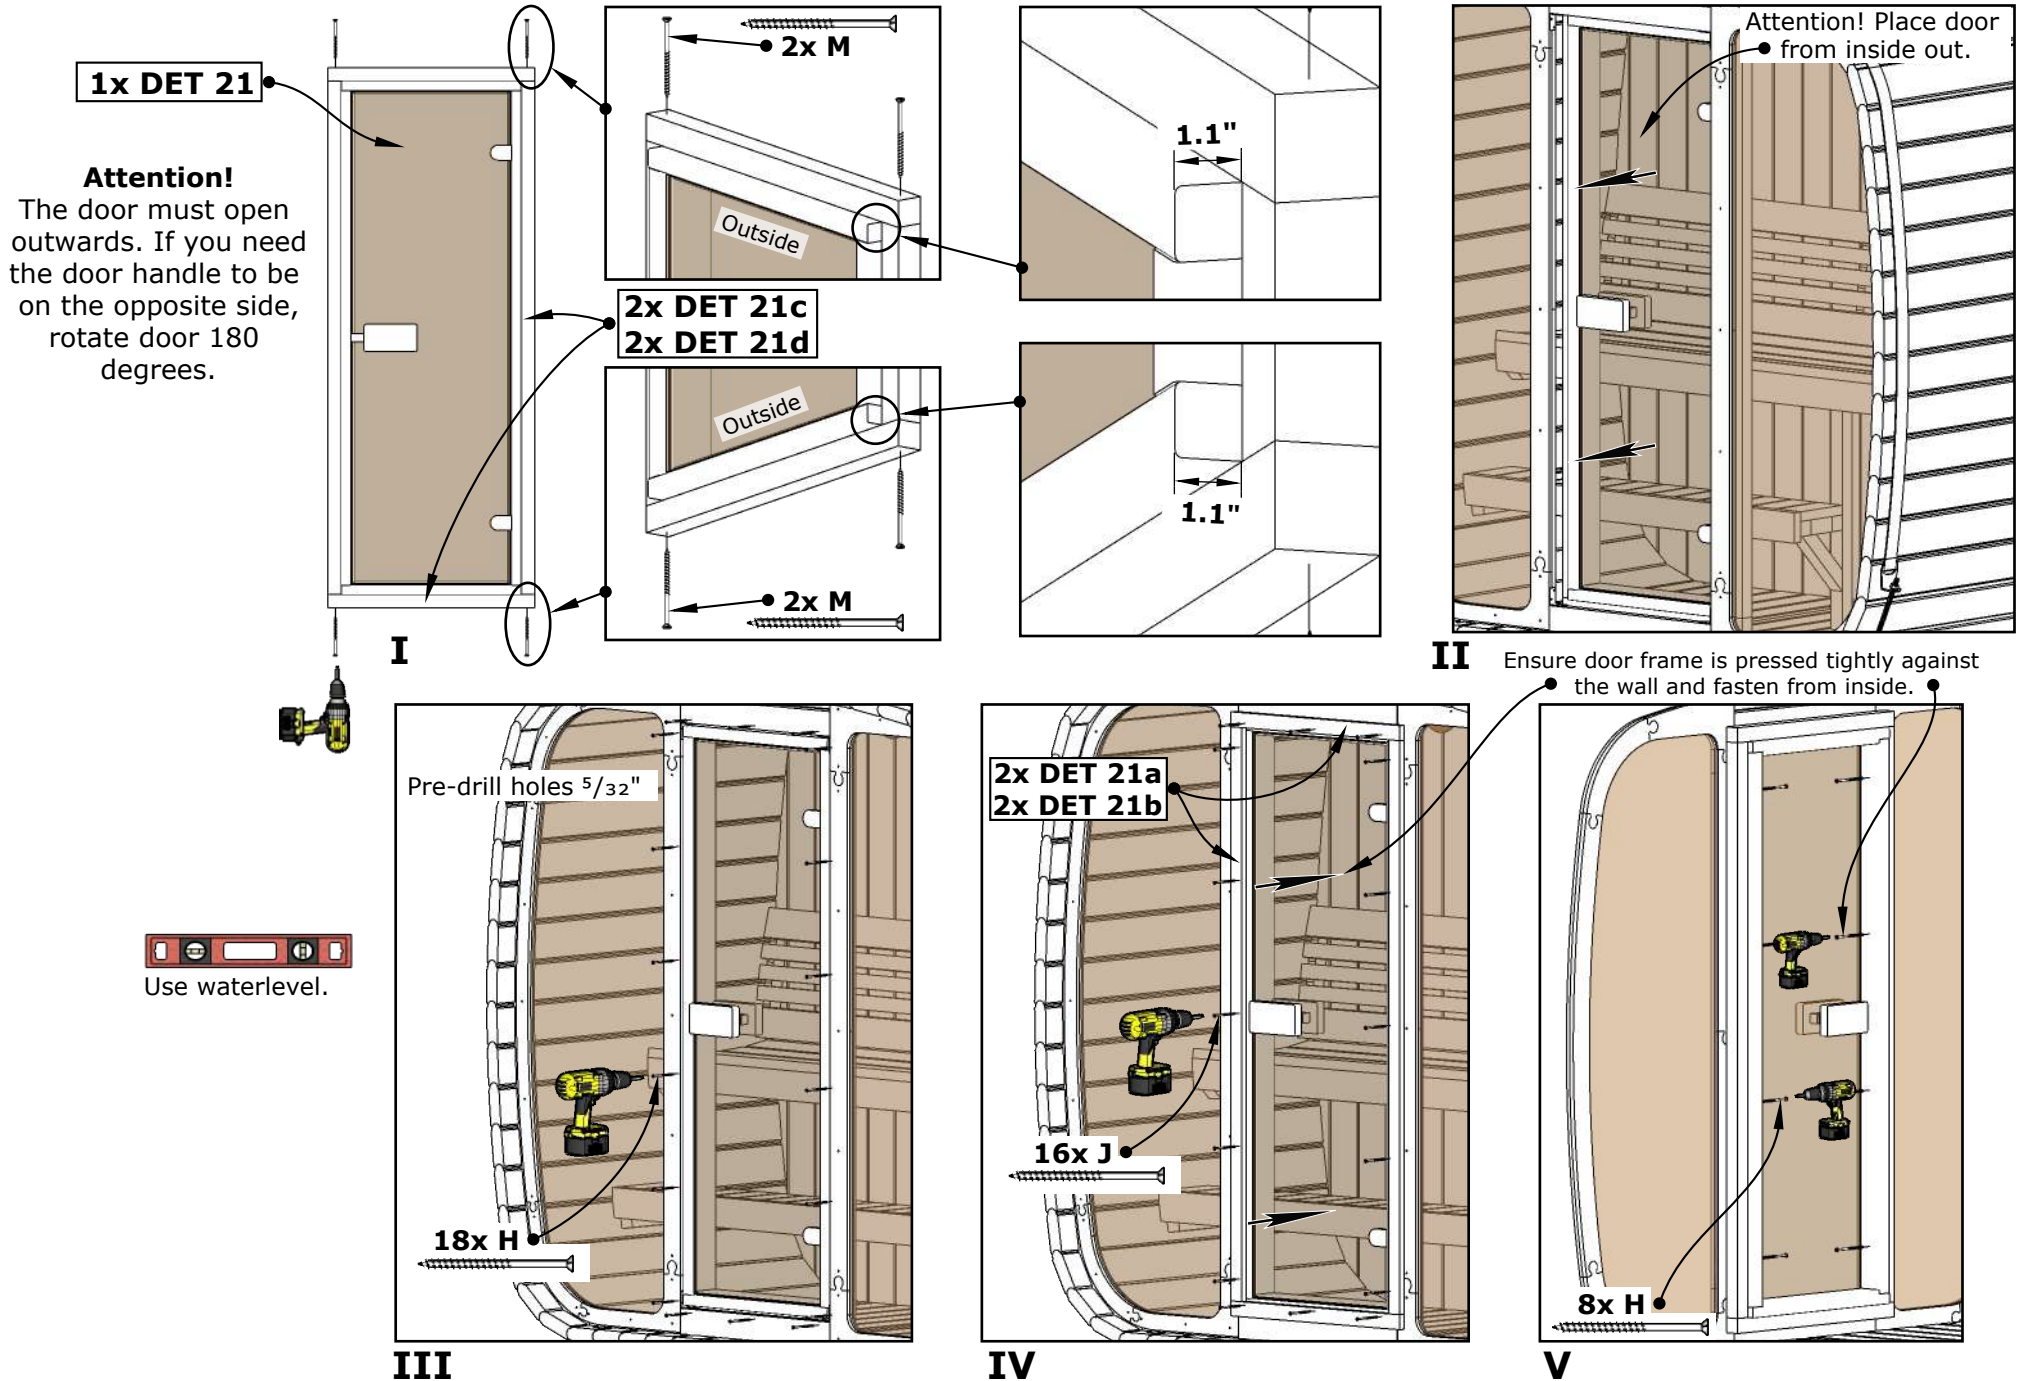 1x DET 21
Attention!
The door must open
outwards. If you need
the door handle to be
on the opposite side,
rotate door 180
degrees.
2x M
Outside
2x DET 21c
2x DET 21d
Outside
2x M
1.1"
1.1"
I
Attention! Place door
from inside out.
II
Ensure door frame is pressed tightly against
the wall and fasten from inside.
Use waterlevel.
Pre-drill holes 5/32"
18x H
III
2x DET 21a
2x DET 21b
16x J
IV
8x H
V